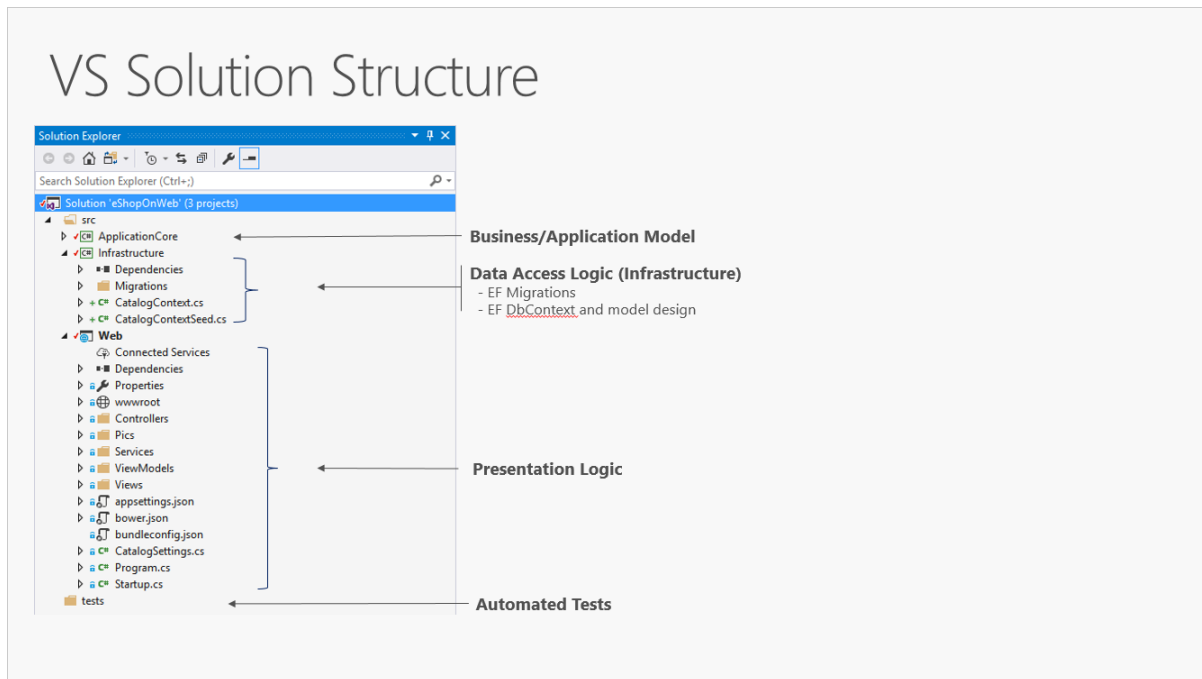 VS Solution Structure
Solution Explorer
Search Solution Explorer (Ctrl+;)
Solution 'eShopOnWeb' (3 projects)
src
C# ApplicationCore
Business/Application Model
C# Infrastructure
Dependencies
Data Access Logic (Infrastructure)
Migrations
- EF Migrations
C# CatalogContext.cs
- EF DbContext and model design
C# CatalogContextSeed.cs
Web
Connected Services
Dependencies
Properties
wwwroot
Controllers
Pics
Services
ViewModels
Presentation Logic
Views
appsettings.json
bower.json
bundleconfig.json
C# CatalogSettings.cs
C# Program.cs
C# Startup.cs
tests
Automated Tests